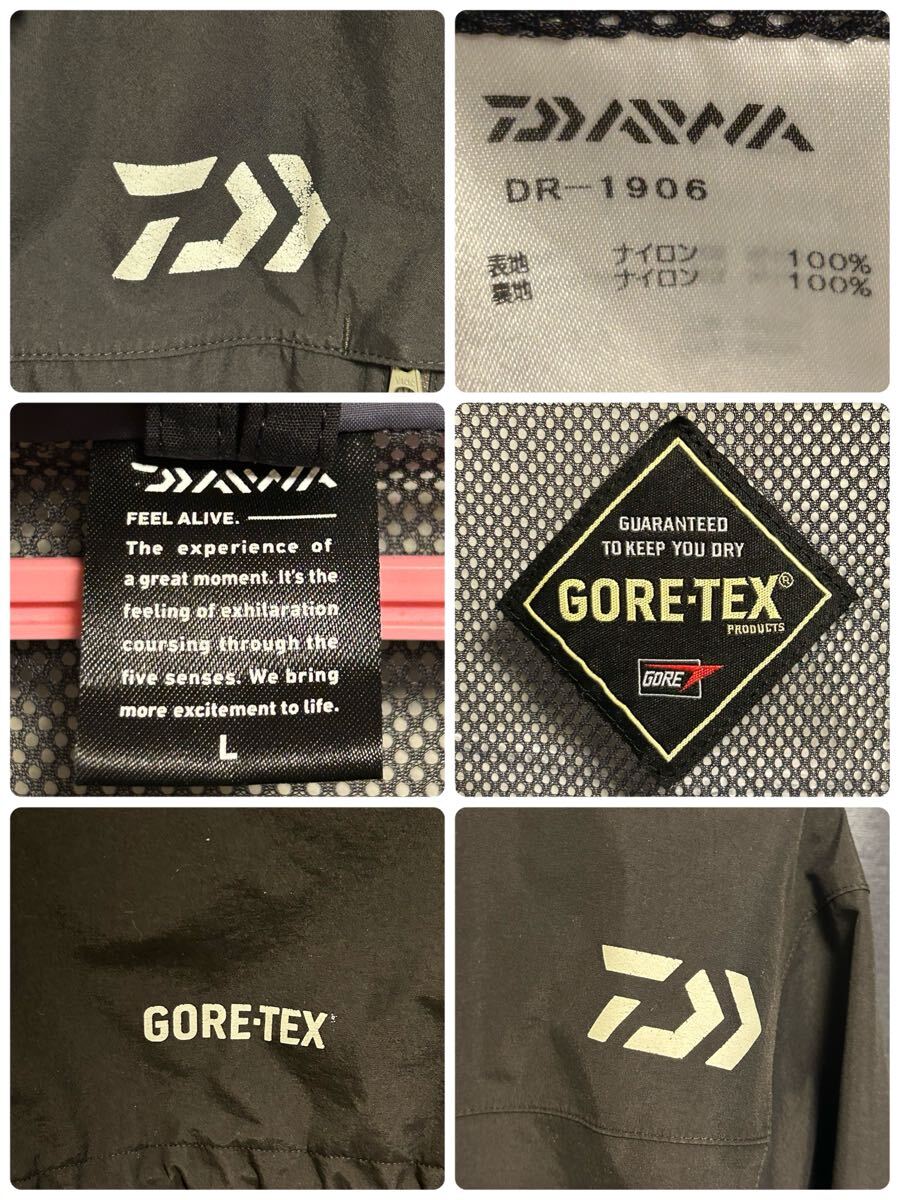 DAIWA
DR-1906
表地 ナイロン 100%
裏地 ナイロン 100%
DAIWA
FEEL ALIVE.
The experience of
a great moment. It's the
feeling of exhilaration
coursing through the
five senses. We bring
more excitement to life.
L
GUARANTEED
TO KEEP YOU DRY
GORE-TEX®
PRODUCTS
GORE
GORE-TEX